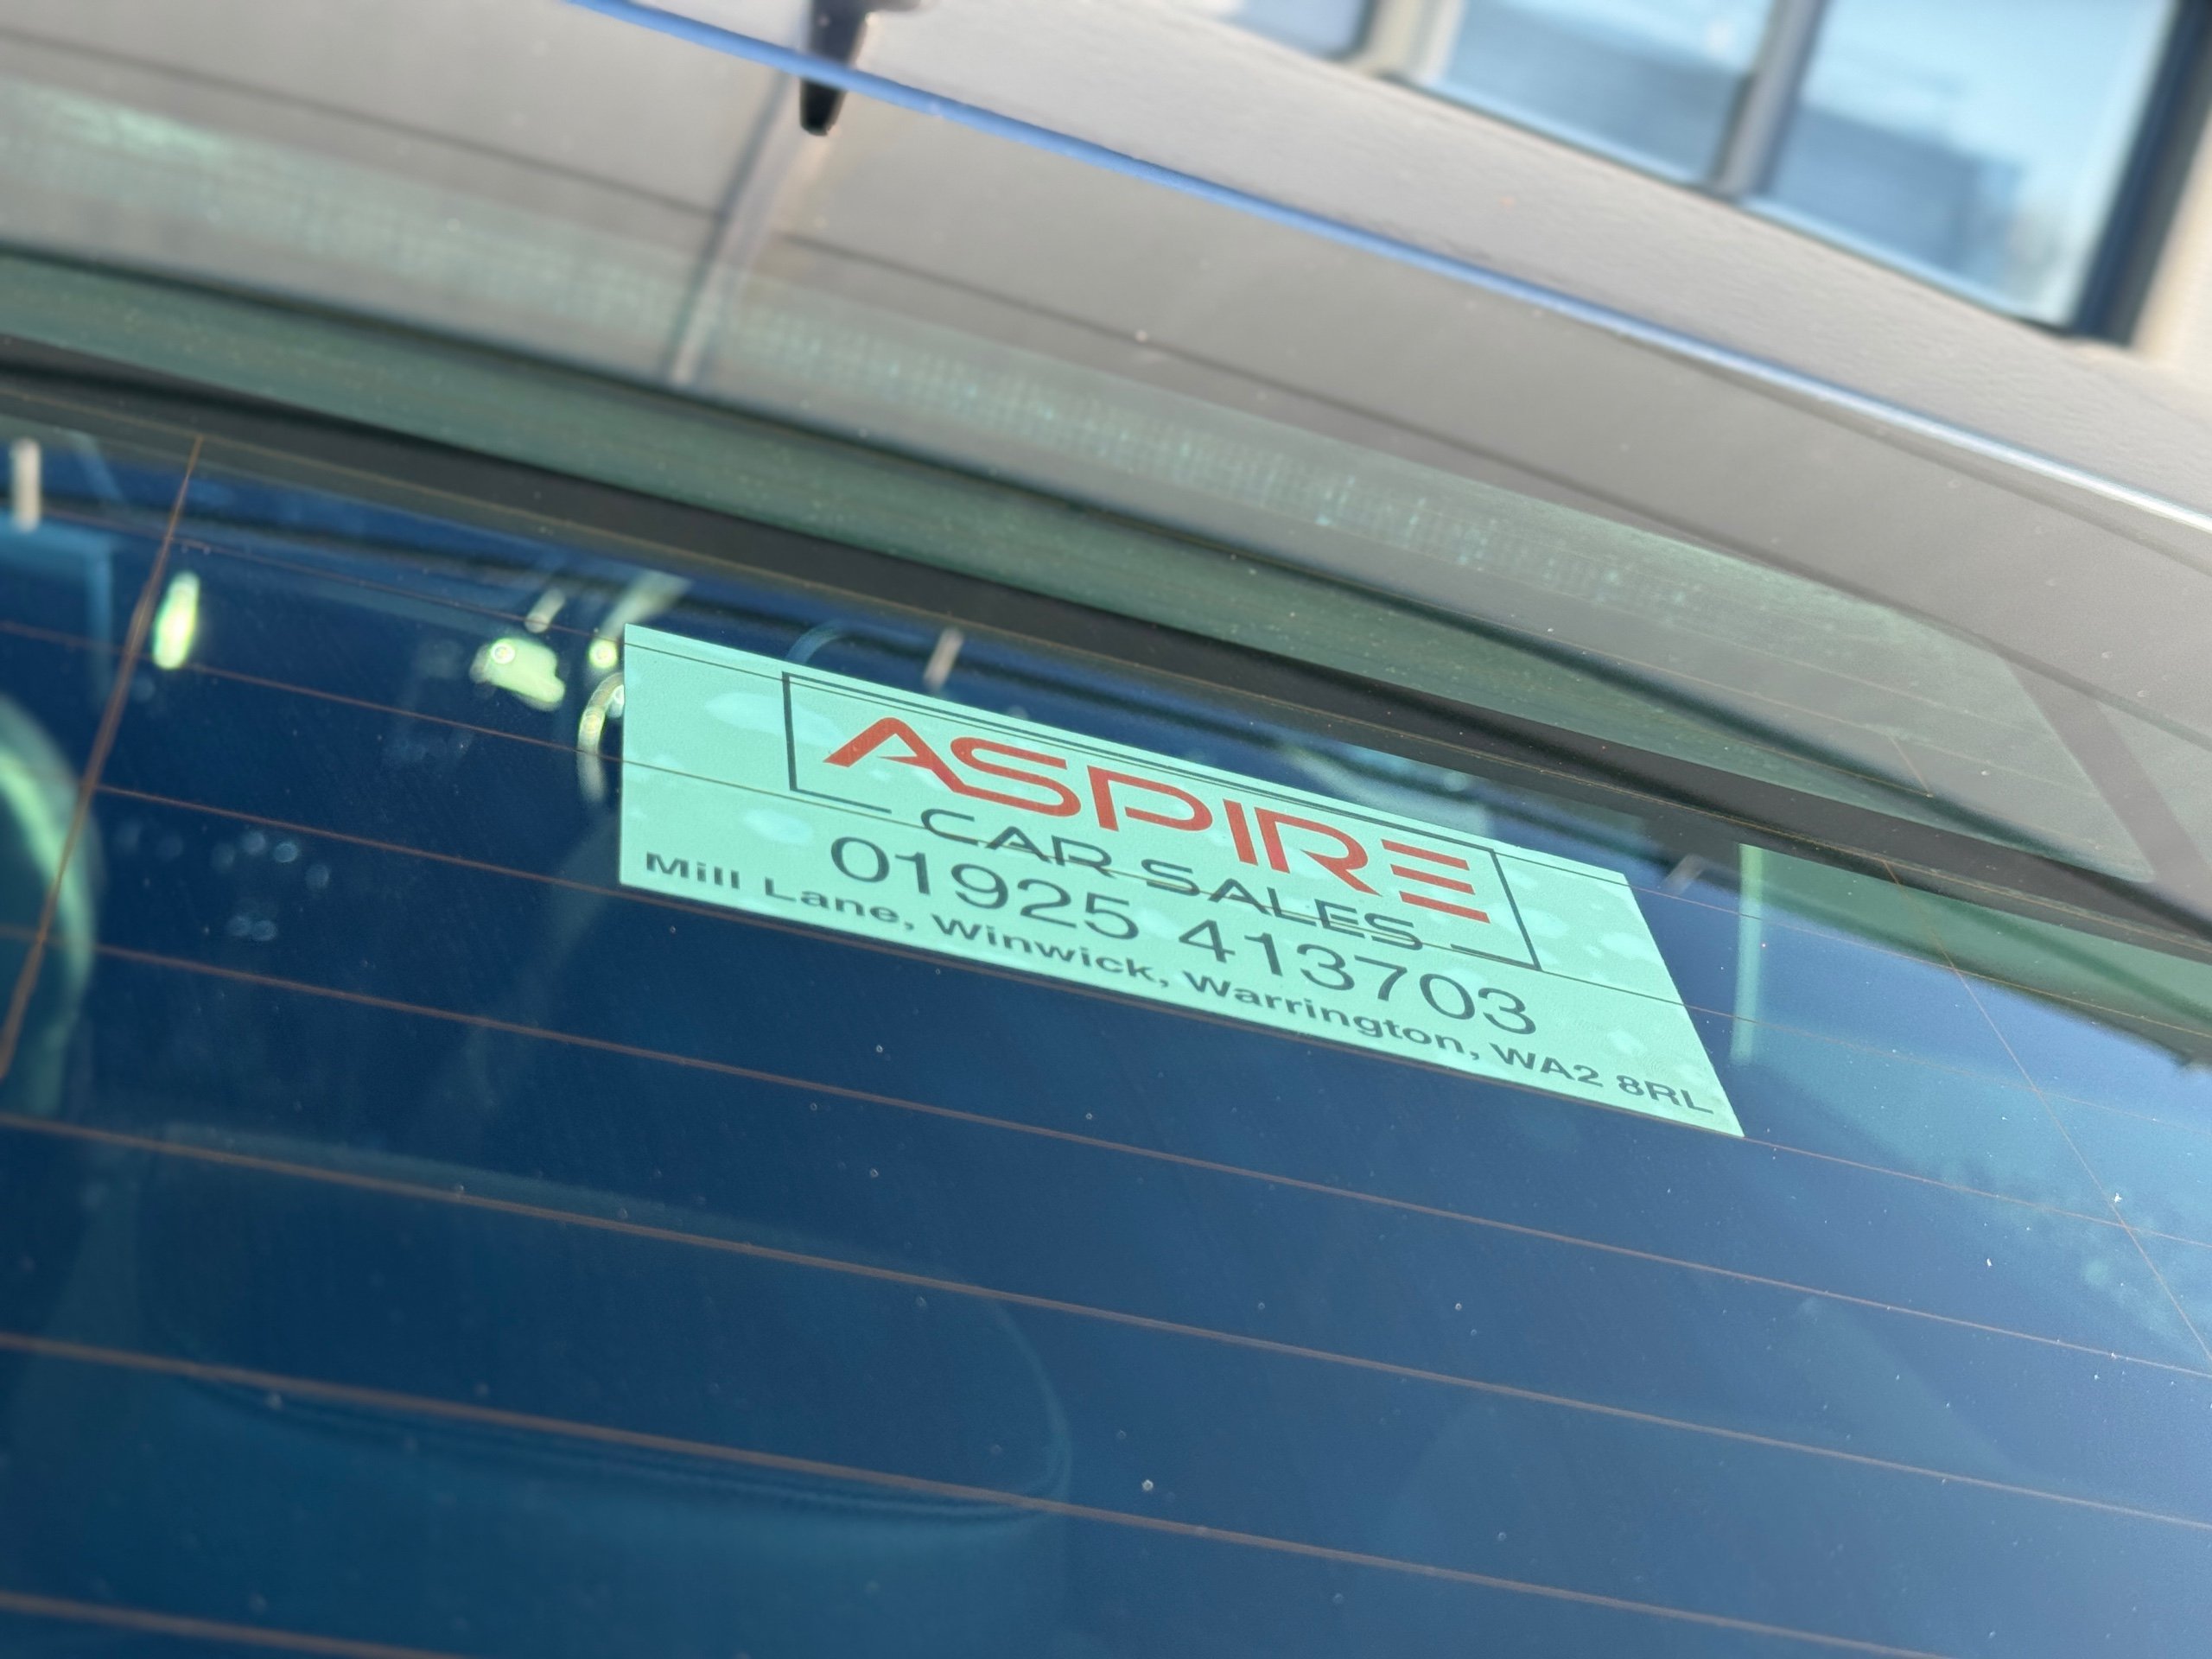 ASPIRE
CAR SALES
01925 413703
Mill Lane, Winwick, Warrington, WA2 8RL